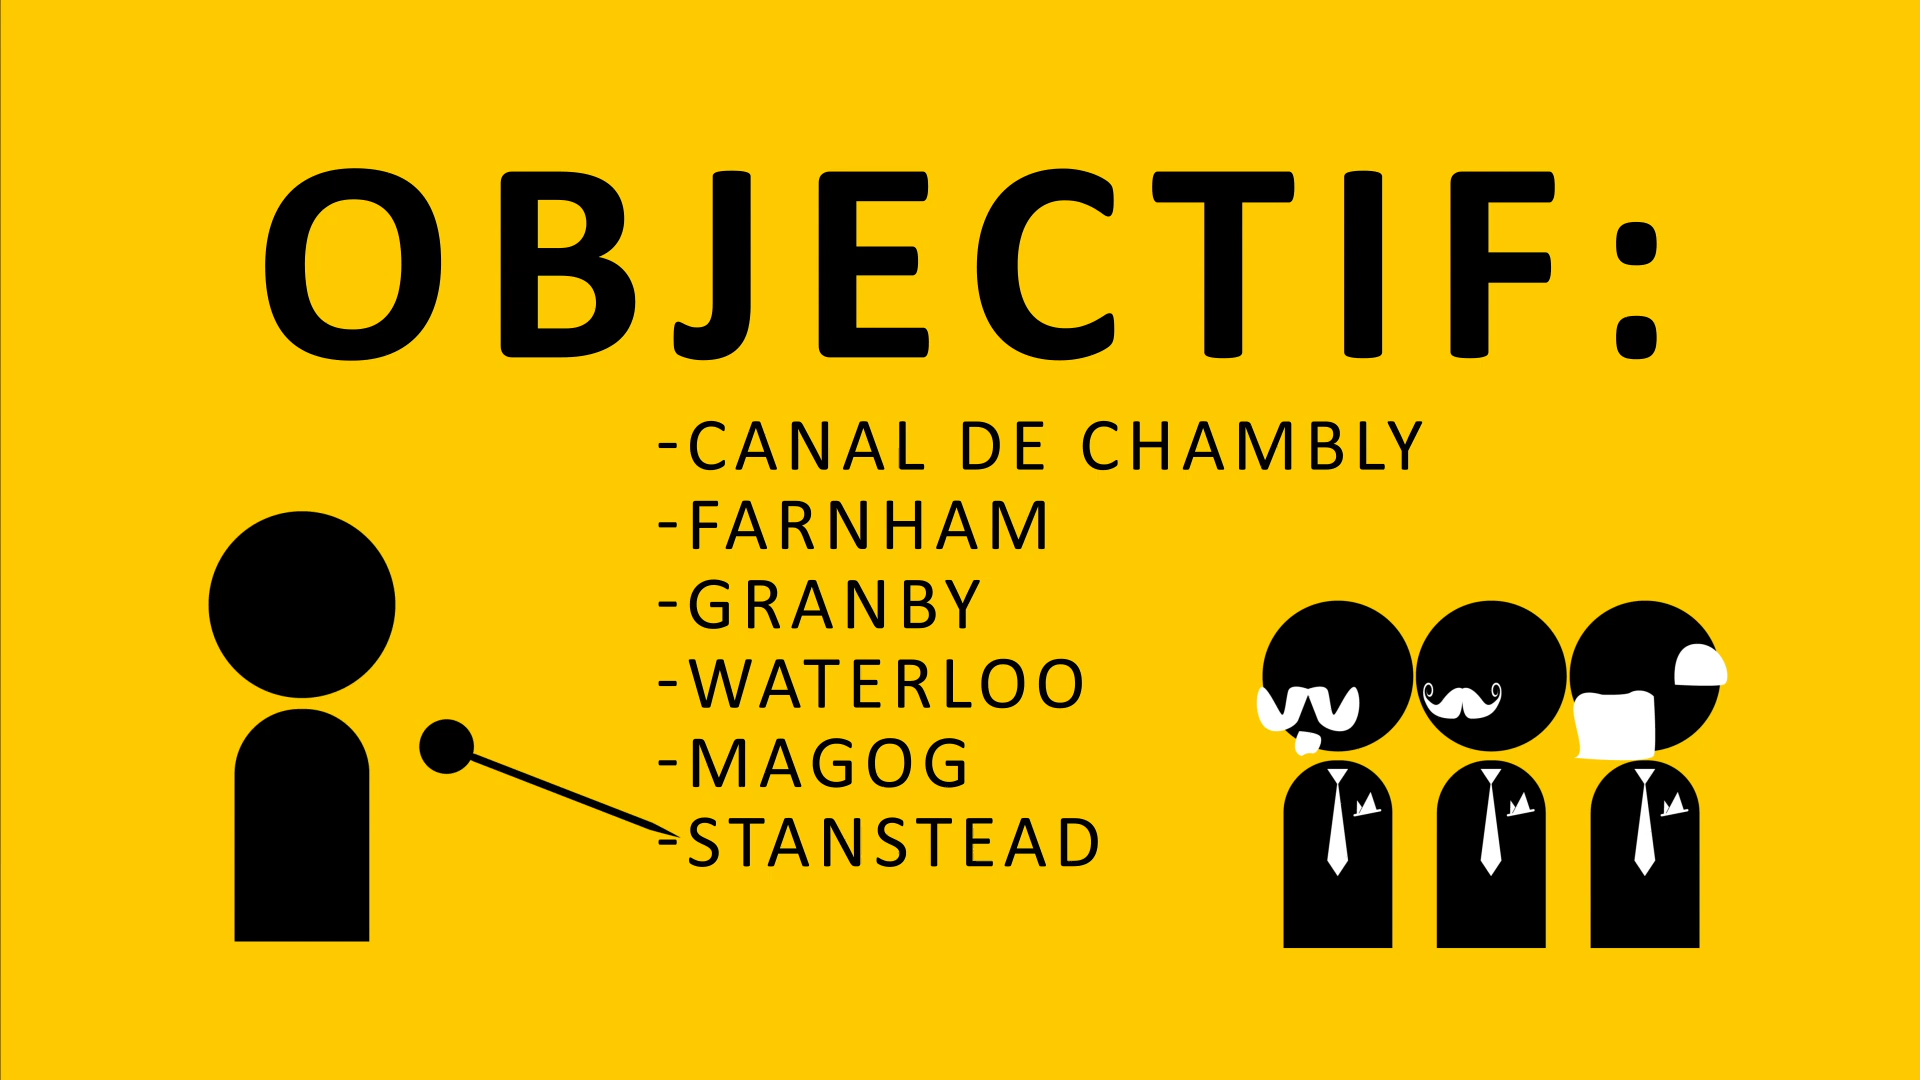 OBJECTIF:
-CANAL DE CHAMBLY
-FARNHAM
-GRANBY
-WATERLOO
-MAGOG
-STANSTEAD